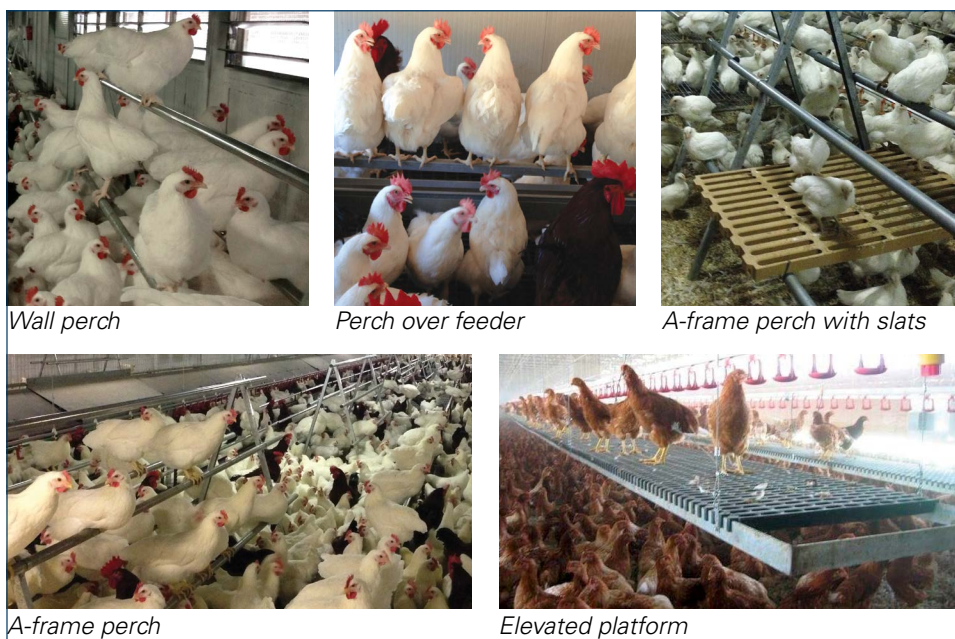 Wall perch
Perch over feeder
A-frame perch with slats
A-frame perch
Elevated platform